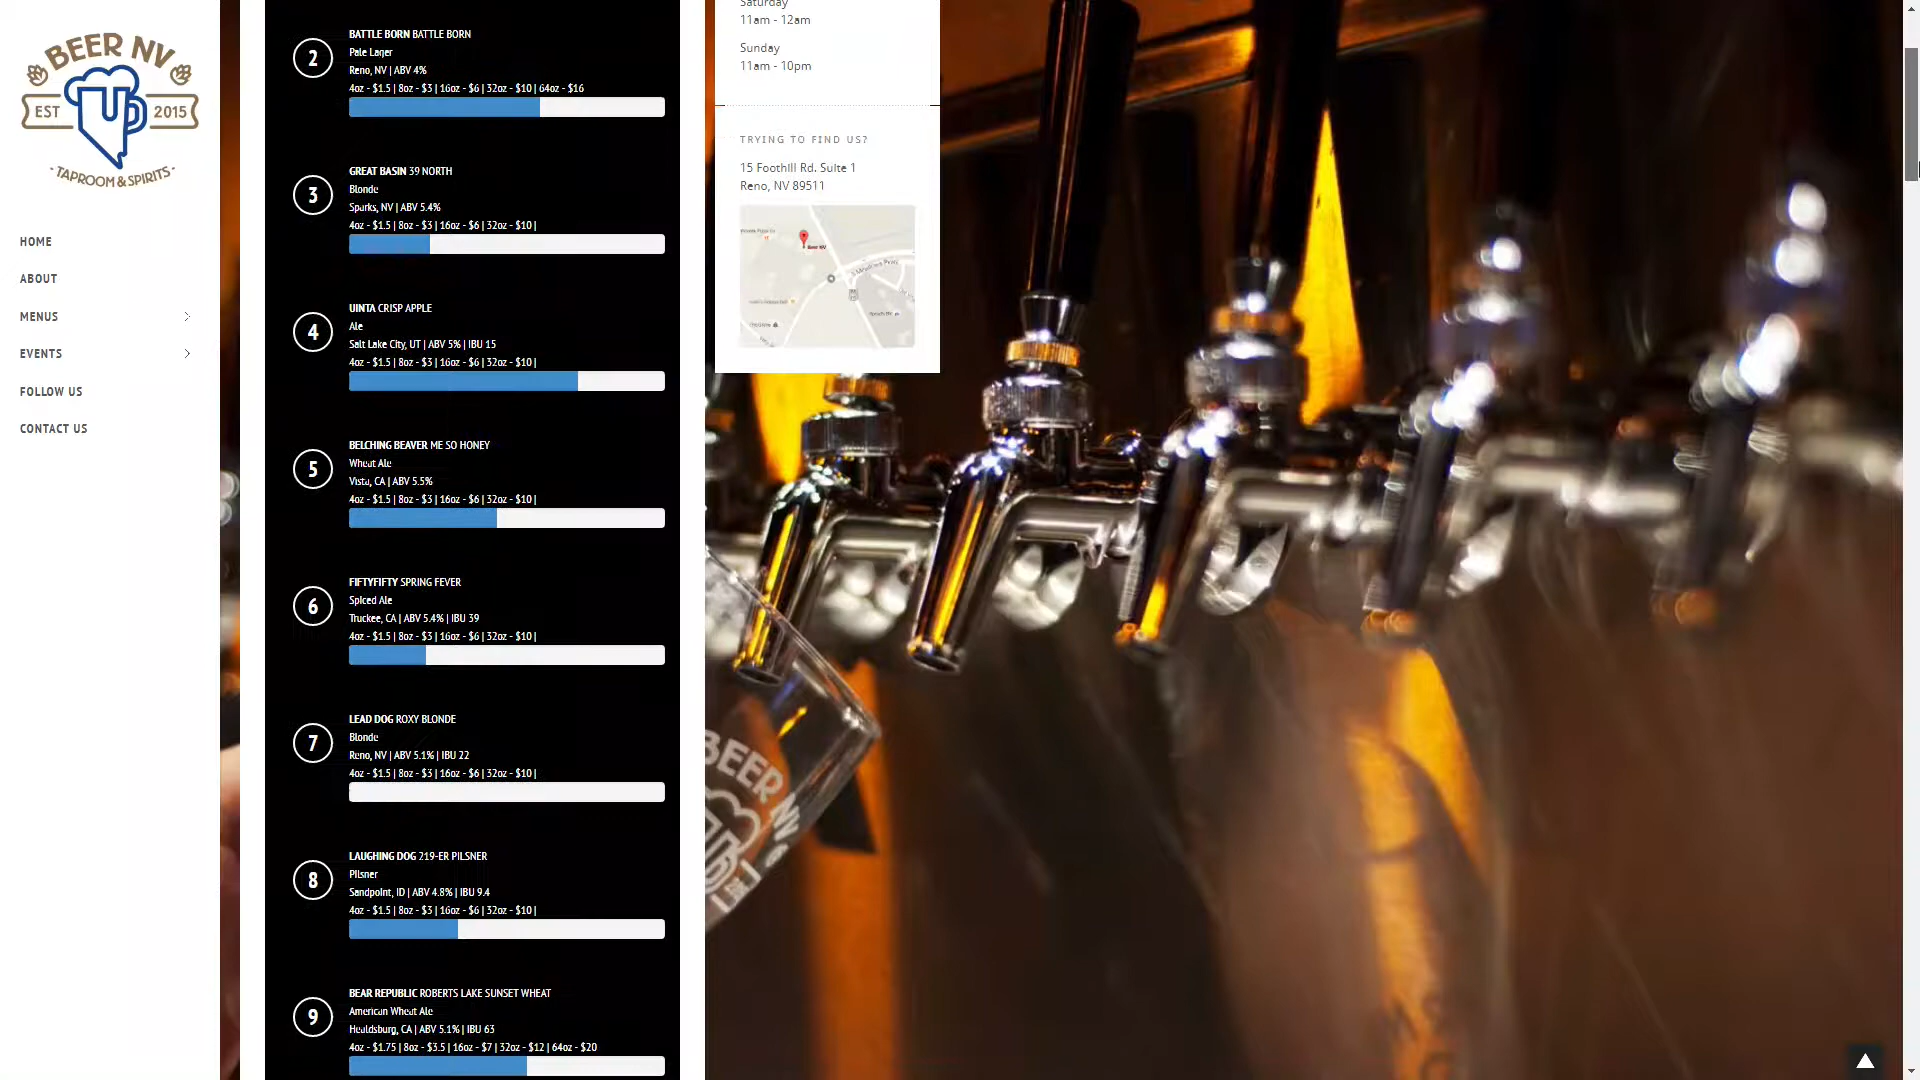 BEER NV
EST 2015
TAPROOM & SPIRITS
HOME
ABOUT
MENUS
EVENTS
FOLLOW US
CONTACT US
2
BATTLE BORN BATTLE BORN
Pale Lager
Reno, NV | ABV 4%
4oz - $1.5 | 8oz - $3 | 16oz - $6 | 32oz - $10 | 64oz - $16
3
GREAT BASIN 39 NORTH
Blonde
Sparks, NV | ABV 5.4%
4oz - $1.5 | 8oz - $3 | 16oz - $6 | 32oz - $10 |
4
UINTA CRISP APPLE
Ale
Salt Lake City, UT | ABV 5% | IBU 15
4oz - $1.5 | 8oz - $3 | 16oz - $6 | 32oz - $10 |
5
BELCHING BEAVER ME SO HONEY
Wheat Ale
Vista, CA | ABV 5.5%
4oz - $1.5 | 8oz - $3 | 16oz - $6 | 32oz - $10 |
6
FIFTYFIFTY SPRING FEVER
Spiced Ale
Truckee, CA | ABV 5.4% | IBU 39
4oz - $1.5 | 8oz - $3 | 16oz - $6 | 32oz - $10 |
7
LEAD DOG ROXY BLONDE
Blonde
Reno, NV | ABV 5.1% | IBU 22
4oz - $1.5 | 8oz - $3 | 16oz - $6 | 32oz - $10 |
8
LAUGHING DOG 219-ER PILSNER
Pilsner
Sandpoint, ID | ABV 4.8% | IBU 9.4
4oz - $1.5 | 8oz - $3 | 16oz - $6 | 32oz - $10 |
9
BEAR REPUBLIC ROBERTS LAKE SUNSET WHEAT
American Wheat Ale
Healdsburg, CA | ABV 5.1% | IBU 63
4oz - $1.75 | 8oz - $3.5 | 16oz - $7 | 32oz - $12 | 64oz - $20
Saturday
11am - 12am
Sunday
11am - 10pm
TRYING TO FIND US?
15 Foothill Rd. Suite 1
Reno, NV 89511
Beer NV
BEER NV